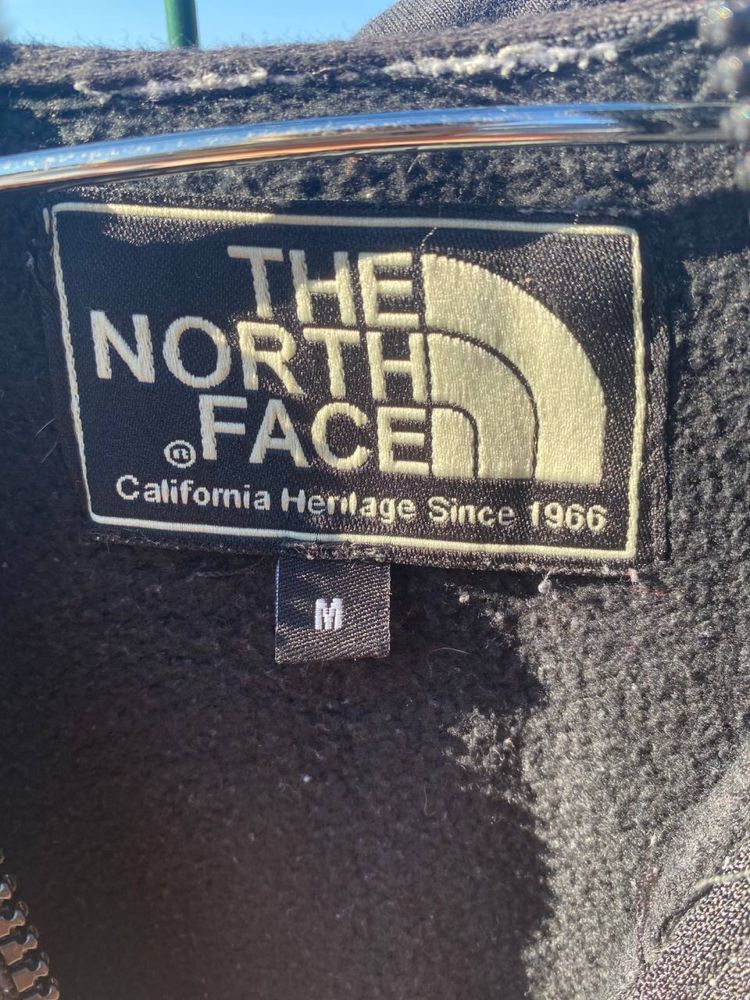 THE
NORTH
® FACE
California Heritage Since 1966
M